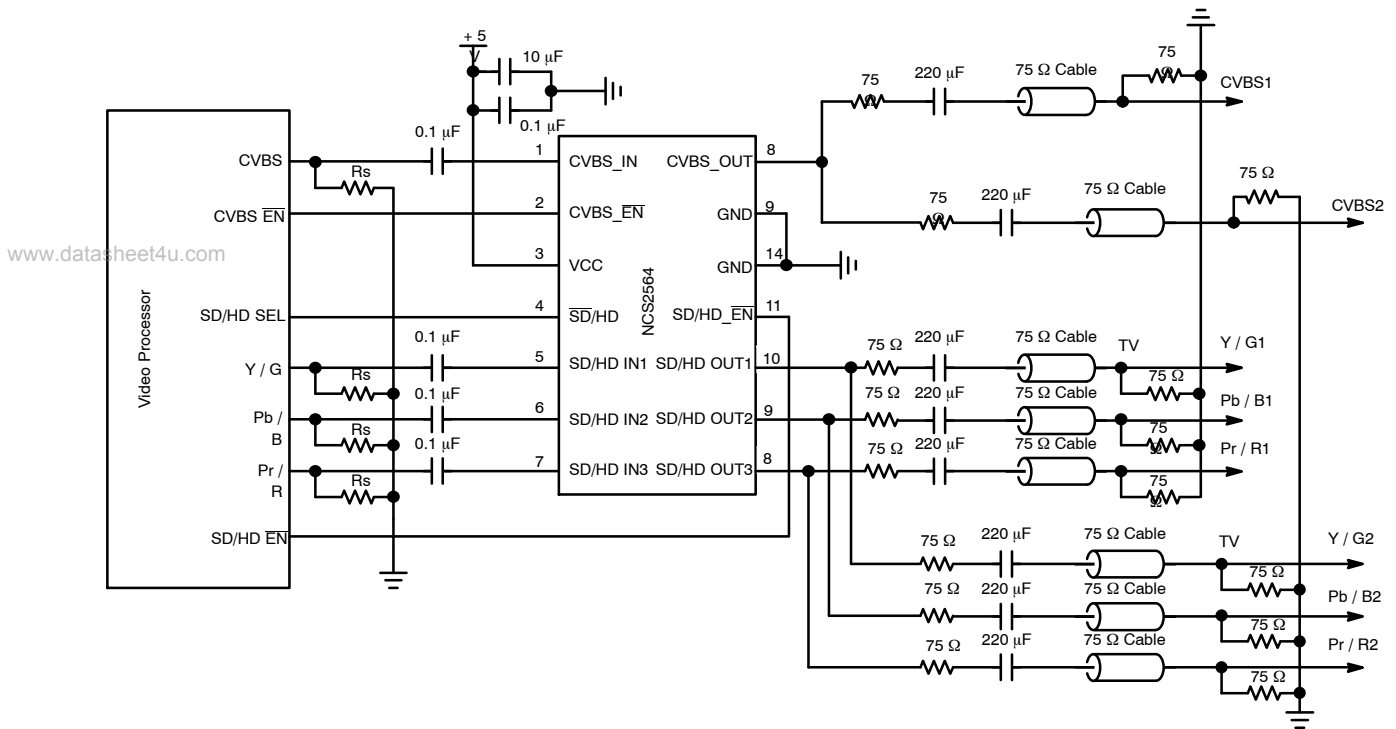 + 5
V
10 μF
0.1 μF
www.datasheet4u.com
Video Processor
CVBS
CVBS EN
SD/HD SEL
Y / G
Pb /
B
Pr /
R
SD/HD EN
Rs
Rs
Rs
Rs
0.1 μF
0.1 μF
0.1 μF
0.1 μF
1
2
3
4
5
6
7
NCS2564
CVBS_IN
CVBS_EN
VCC
SD/HD
SD/HD IN1
SD/HD IN2
SD/HD IN3
CVBS_OUT
GND
GND
SD/HD_EN
SD/HD OUT1
SD/HD OUT2
SD/HD OUT3
8
9
14
11
10
9
8
75
Ω
220 μF
75 Ω Cable
75
Ω
CVBS1
75
Ω
220 μF
75 Ω Cable
75 Ω
CVBS2
75 Ω
220 μF
75 Ω Cable
TV
75 Ω
Y / G1
75 Ω
220 μF
75 Ω Cable
75
Ω
Pb / B1
75 Ω
220 μF
75 Ω Cable
75
Ω
Pr / R1
75 Ω
220 μF
75 Ω Cable
TV
75 Ω
Y / G2
75 Ω
220 μF
75 Ω Cable
75 Ω
Pb / B2
75 Ω
220 μF
75 Ω Cable
75 Ω
Pr / R2